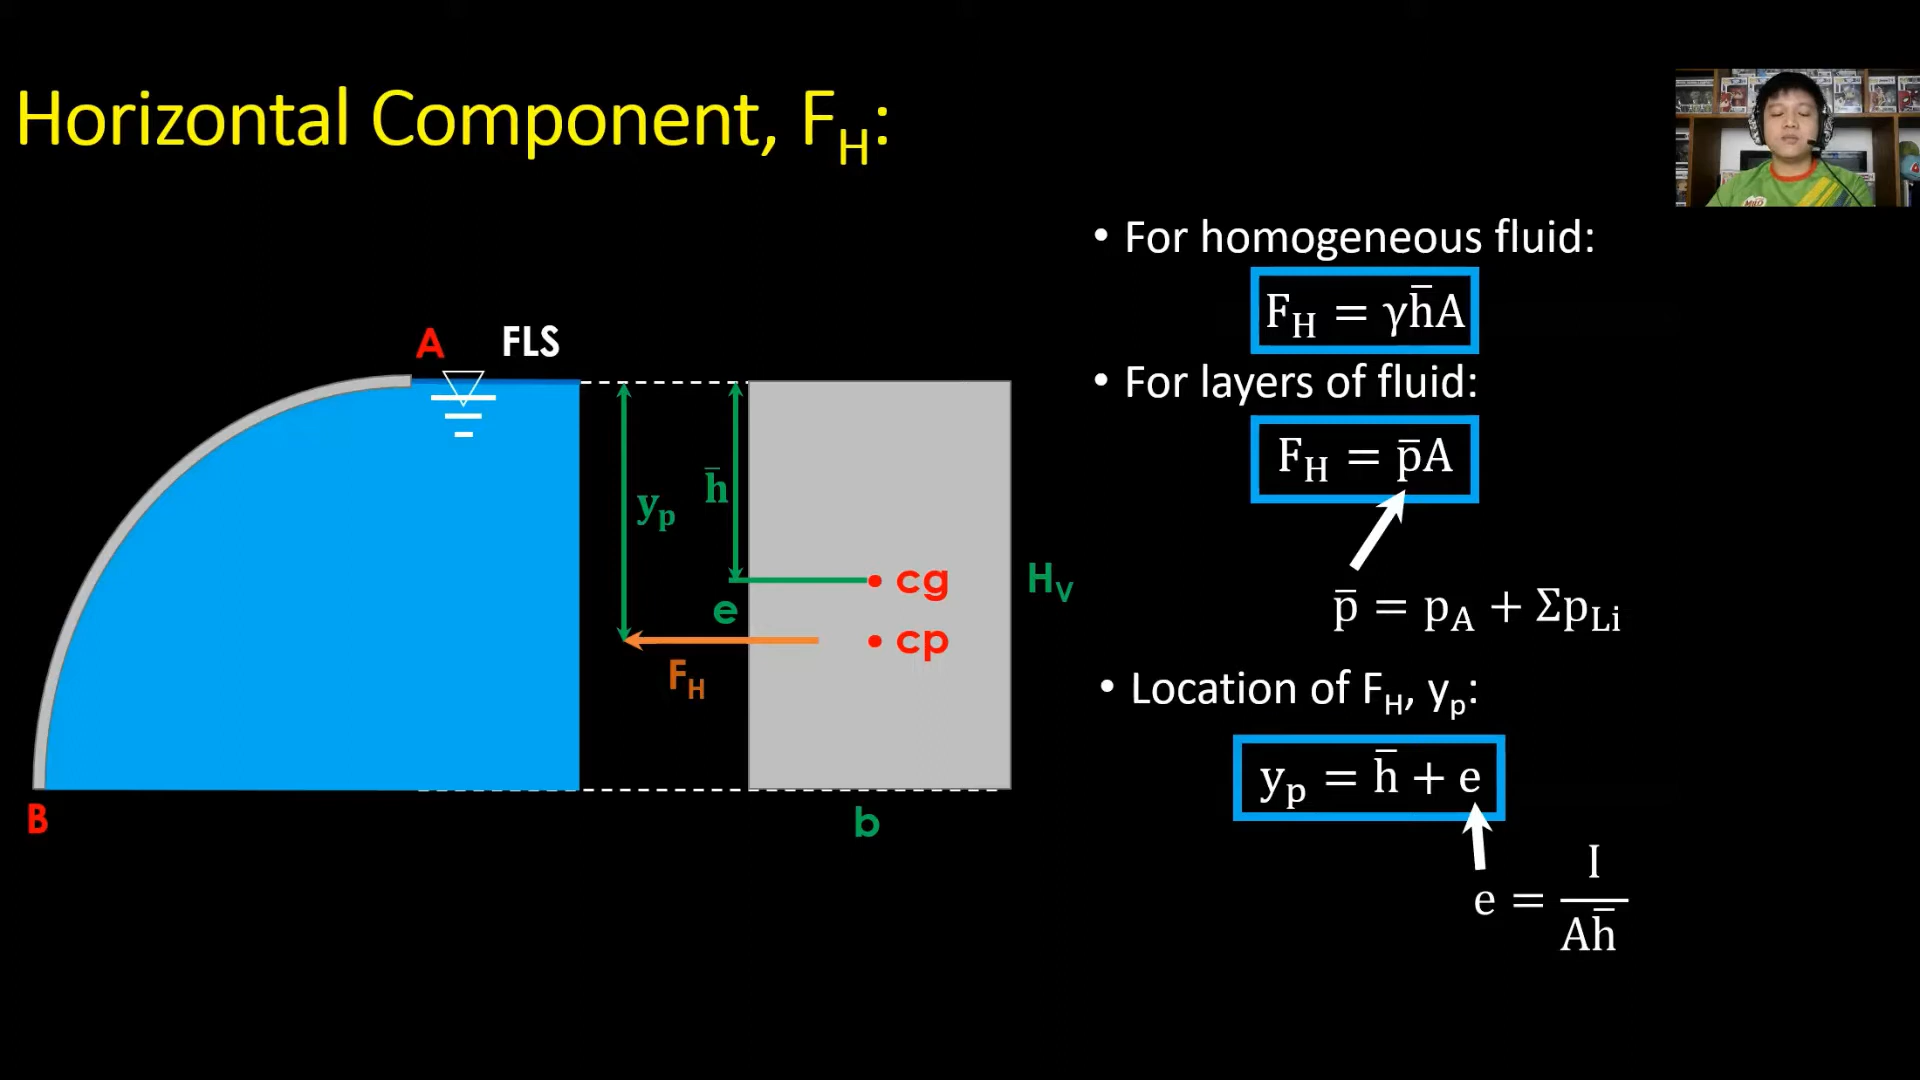 Horizontal Component, F_H:
• For homogeneous fluid:
F_H = γh̄A
A
FLS
• For layers of fluid:
F_H = p̄A
y_p
h̄
cg
H_V
e
p̄ = p_A + Σp_Li
cp
F_H
• Location of F_H, y_p:
y_p = h̄ + e
B
b
e = I / Ah̄
MILO